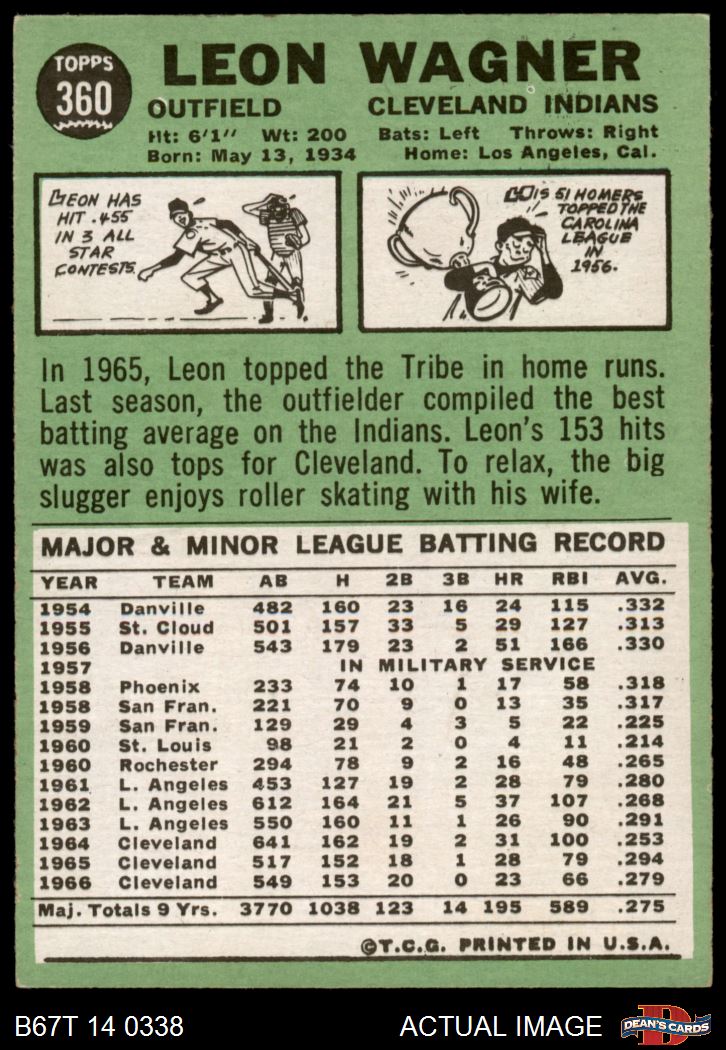 TOPPS
360
LEON WAGNER
OUTFIELD CLEVELAND INDIANS
Ht: 6'1" Wt: 200 Bats: Left Throws: Right
Born: May 13, 1934 Home: Los Angeles, Cal.
LEON HAS
HIT .455
IN 3 ALL
STAR
CONTESTS.
HIS 51 HOMERS
TOPPED THE
CAROLINA
LEAGUE
IN
1956.
In 1965, Leon topped the Tribe in home runs.
Last season, the outfielder compiled the best
batting average on the Indians. Leon's 153 hits
was also tops for Cleveland. To relax, the big
slugger enjoys roller skating with his wife.
MAJOR & MINOR LEAGUE BATTING RECORD
YEAR TEAM AB H 2B 3B HR RBI AVG.
1954 Danville 482 160 23 16 24 115 .332
1955 St. Cloud 501 157 33 5 29 127 .313
1956 Danville 543 179 23 2 51 166 .330
1957 IN MILITARY SERVICE
1958 Phoenix 233 74 10 1 17 58 .318
1958 San Fran. 221 70 9 0 13 35 .317
1959 San Fran. 129 29 4 3 5 22 .225
1960 St. Louis 98 21 2 0 4 11 .214
1960 Rochester 294 78 9 2 16 48 .265
1961 L. Angeles 453 127 19 2 28 79 .280
1962 L. Angeles 612 164 21 5 37 107 .268
1963 L. Angeles 550 160 11 1 26 90 .291
1964 Cleveland 641 162 19 2 31 100 .253
1965 Cleveland 517 152 18 1 28 79 .294
1966 Cleveland 549 153 20 0 23 66 .279
Maj. Totals 9 Yrs. 3770 1038 123 14 195 589 .275
©T.C.G. PRINTED IN U.S.A.
B67T 14 0338 ACTUAL IMAGE
D
DEAN'S CARDS